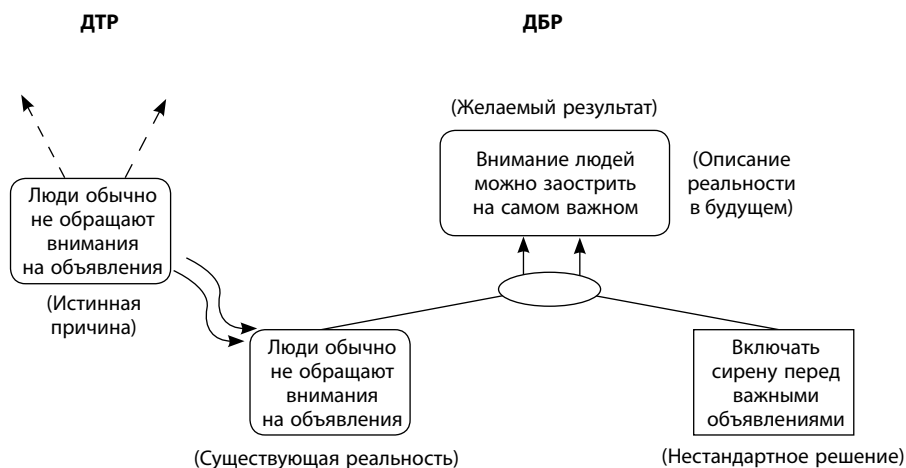 ДТР
ДБР
(Желаемый результат)
Внимание людей
можно заострить
на самом важном
(Описание
реальности
в будущем)
Люди обычно
не обращают
внимания
на объявления
(Истинная
причина)
Люди обычно
не обращают
внимания
на объявления
(Существующая реальность)
Включать
сирену перед
важными
объявлениями
(Нестандартное решение)